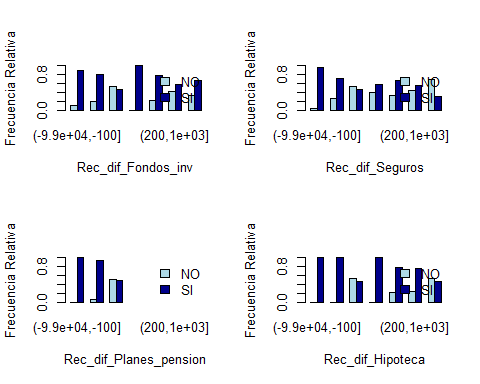 Frecuencia Relativa
0.0
0.8
NO
SI
(-9.9e+04,-100]
(200,1e+03]
Rec_dif_Fondos_inv
Frecuencia Relativa
0.0
0.8
NO
SI
(-9.9e+04,-100]
(200,1e+03]
Rec_dif_Seguros
Frecuencia Relativa
0.0
0.8
NO
SI
(-9.9e+04,-100]
(200,1e+03]
Rec_dif_Planes_pension
Frecuencia Relativa
0.0
0.8
NO
SI
(-9.9e+04,-100]
(200,1e+03]
Rec_dif_Hipoteca